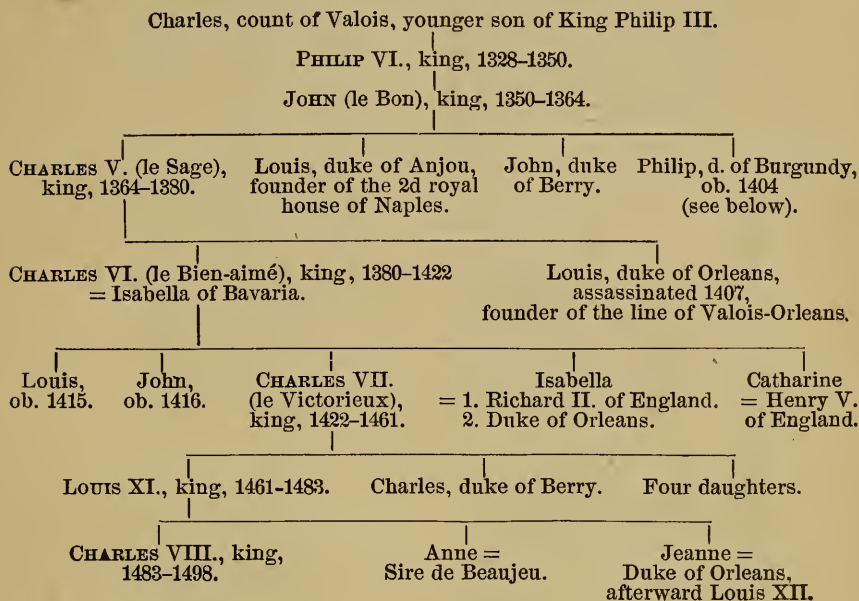 Charles, count of Valois, younger son of King Philip III.
PHILIP VI., king, 1328–1350.
JOHN (le Bon), king, 1350–1364.
CHARLES V. (le Sage),
king, 1364–1380.
Louis, duke of Anjou,
founder of the 2d royal
house of Naples.
John, duke
of Berry.
Philip, d. of Burgundy,
ob. 1404
(see below).
CHARLES VI. (le Bien-aimé), king, 1380–1422
= Isabella of Bavaria.
Louis, duke of Orleans,
assassinated 1407,
founder of the line of Valois-Orleans.
Louis,
ob. 1415.
John,
ob. 1416.
CHARLES VII.
(le Victorieux),
king, 1422–1461.
Isabella
= 1. Richard II. of England.
2. Duke of Orleans.
Catharine
= Henry V.
of England.
LOUIS XI., king, 1461-1483.
Charles, duke of Berry.
Four daughters.
CHARLES VIII., king,
1483–1498.
Anne =
Sire de Beaujeu.
Jeanne =
Duke of Orleans,
afterward Louis XII.